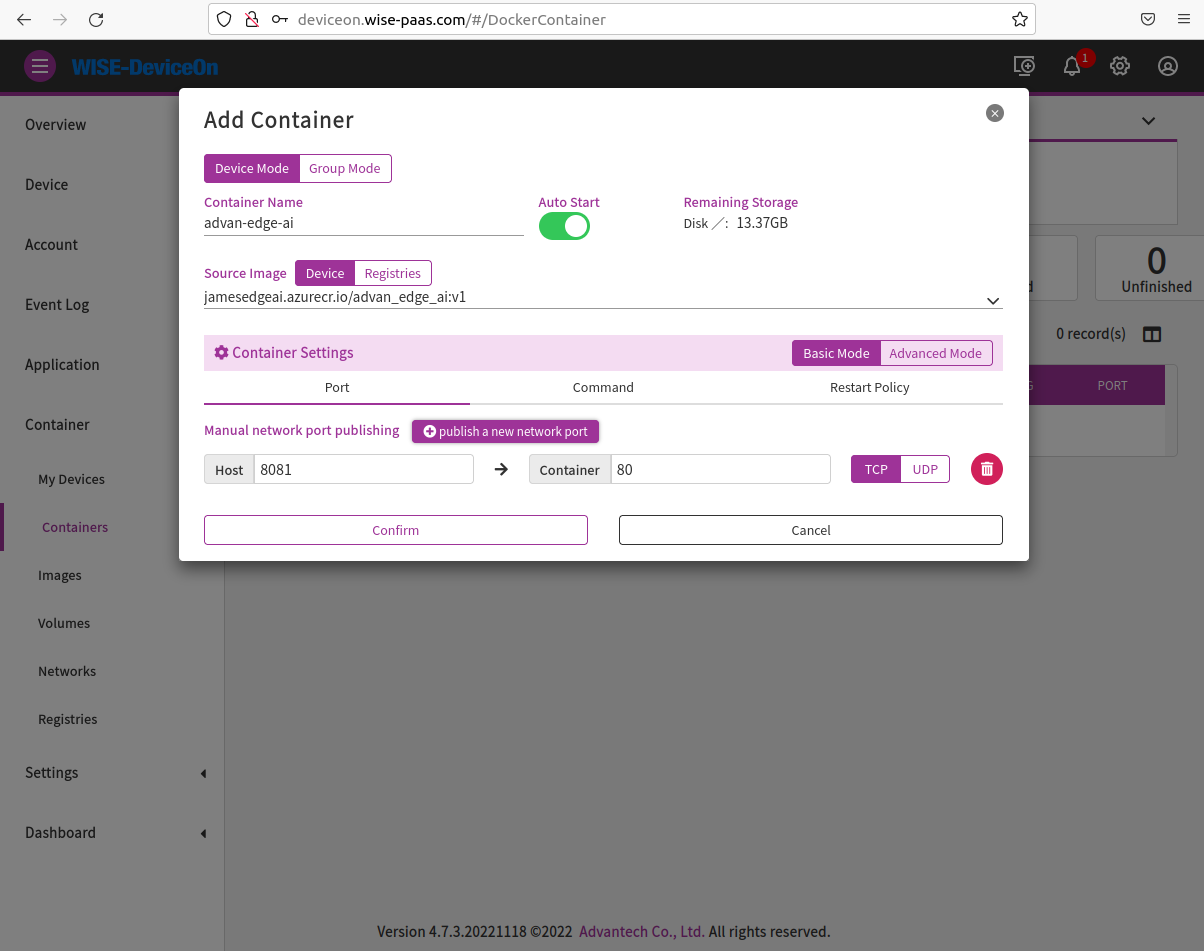 deviceon.wise-paas.com/#/DockerContainer
WISE-DeviceOn
1
Overview
Device
Account
Event Log
Application
Container
My Devices
Containers
Images
Volumes
Networks
Registries
Settings
Dashboard
Add Container
Device Mode Group Mode
Container Name Auto Start Remaining Storage
advan-edge-ai Disk ／: 13.37GB
Source Image Device Registries
jamesedgeai.azurecr.io/advan_edge_ai:v1
Container Settings Basic Mode Advanced Mode
Port Command Restart Policy
Manual network port publishing publish a new network port
Host 8081 Container 80 TCP UDP
Confirm Cancel
0
Unfinished
0 record(s)
PORT
Version 4.7.3.20221118 ©2022 Advantech Co., Ltd. All rights reserved.